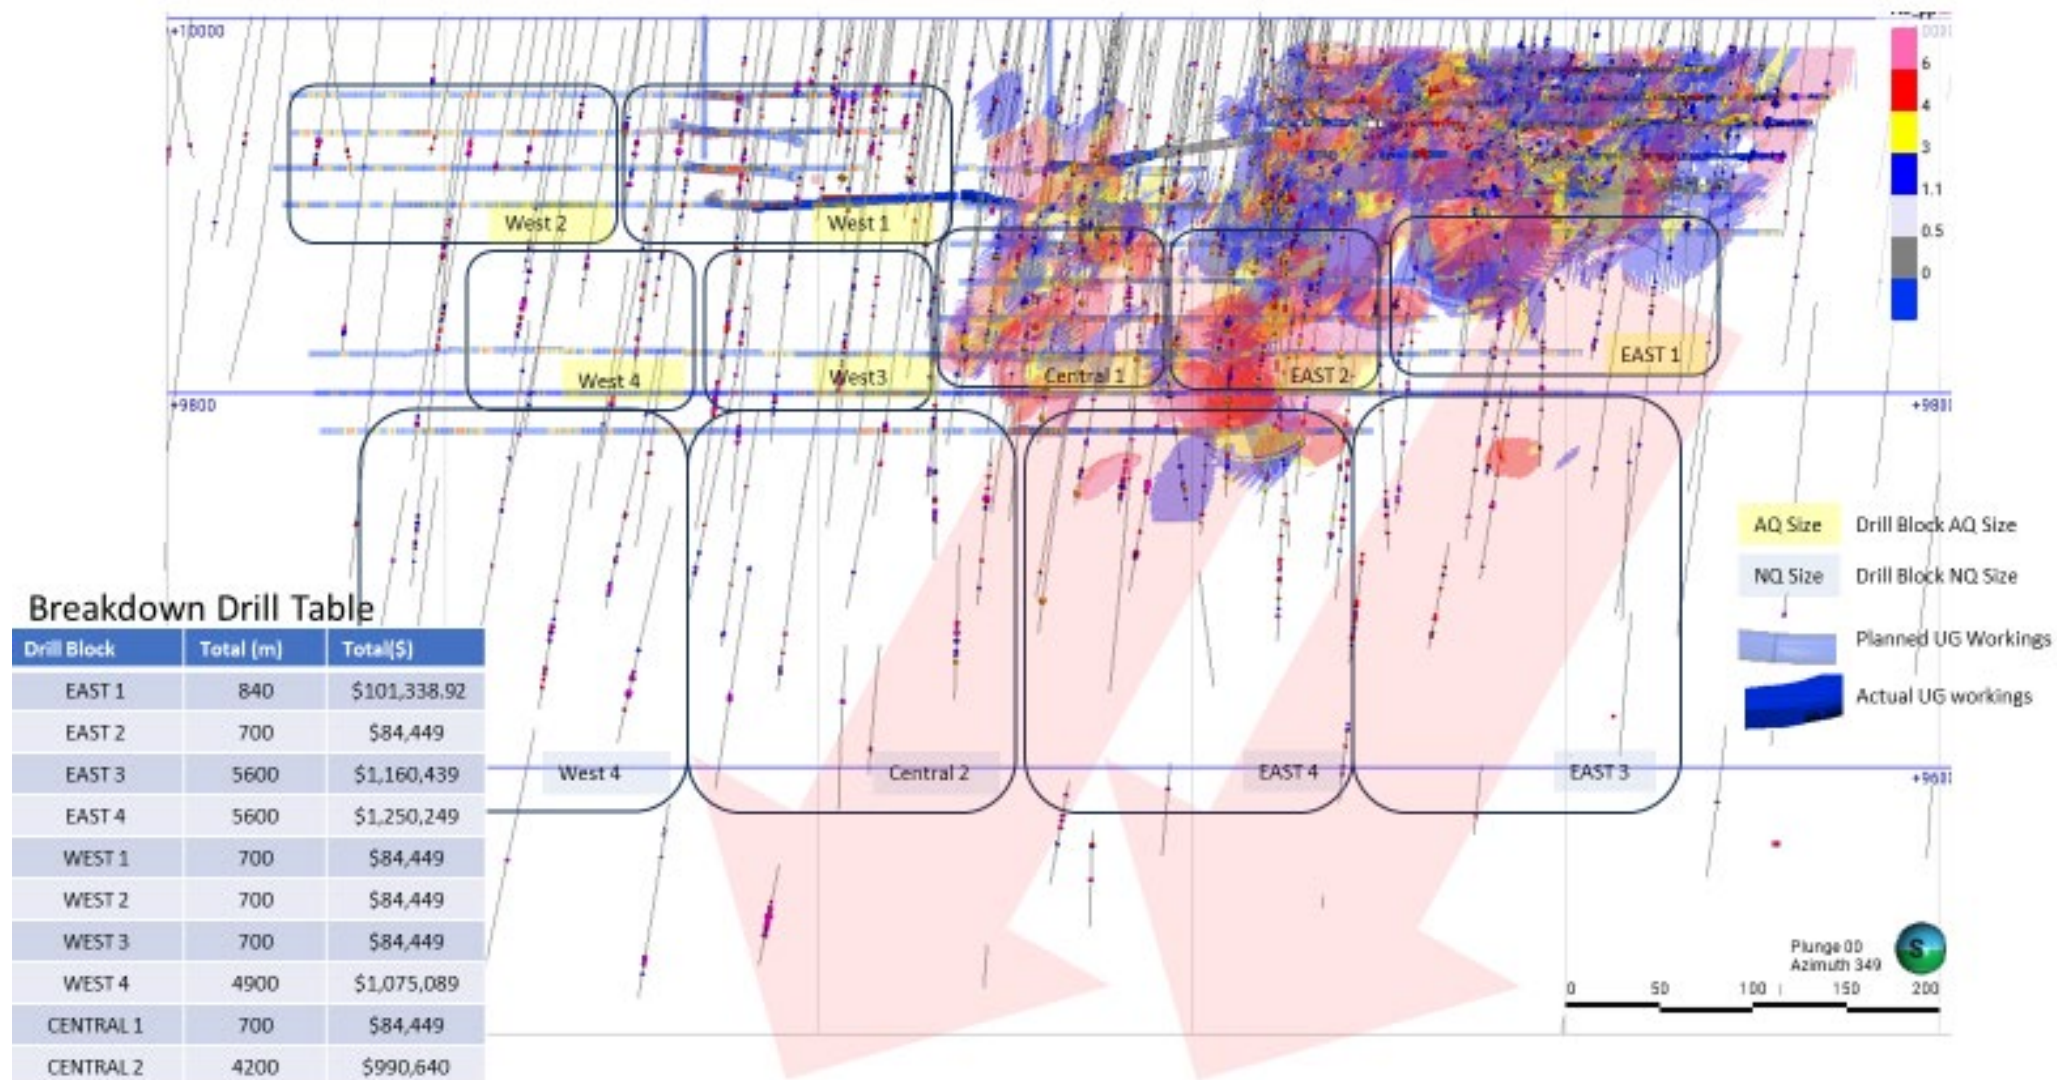 +10000
6
4
3
1.1
0.5
0
West 2
West 1
West 4
West3
Central 1
EAST 2
EAST 1
+9800
AQ Size Drill Block AQ Size
NQ Size Drill Block NQ Size
Planned UG Workings
Actual UG workings
West 4
Central 2
EAST 4
EAST 3
Breakdown Drill Table
Drill Block Total (m) Total($)
EAST 1 840 $101,338.92
EAST 2 700 $84,449
EAST 3 5600 $1,160,439
EAST 4 5600 $1,250,249
WEST 1 700 $84,449
WEST 2 700 $84,449
WEST 3 700 $84,449
WEST 4 4900 $1,075,089
CENTRAL 1 700 $84,449
CENTRAL 2 4200 $990,640
Plunge 00
Azimuth 349
S
0 50 100 150 200